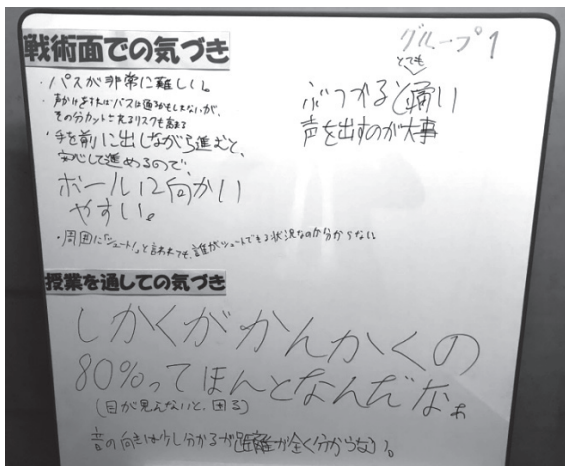 戦術面での気づき
グループ1
・パスが非常に難しい。
・声かけをすればパスは通るかもしれないが、
その分カットされるリスクも高まる
・手を前に出しながら進むと、
安心して進めるので、
ボールに向かい
やすい。
・周囲に「シュート!」と言われても、誰がシュートできる状況なのか分からない
とても
ぶつかると痛い
声を出すのが大事
授業を通しての気づき
しかくがかんかくの
80%ってほんとなんだなぁ
(目が見えないと、困る)
音の向きは少し分かるが距離が全く分からない。